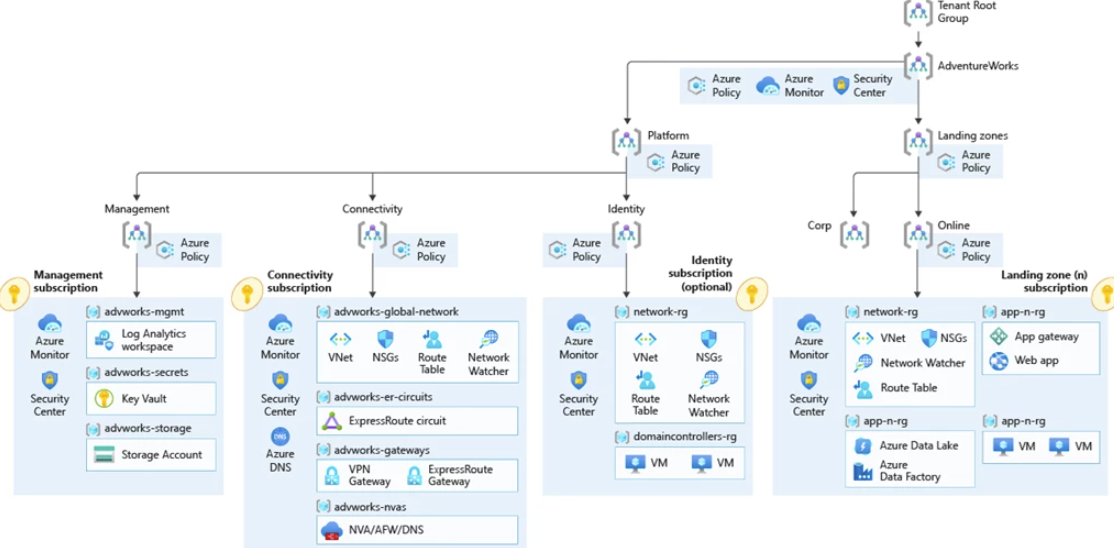 Tenant Root
Group
AdventureWorks
Azure
Policy
Azure
Monitor
Security
Center
Platform
Azure
Policy
Landing zones
Azure
Policy
Management
Azure
Policy
Connectivity
Azure
Policy
Identity
Azure
Policy
Corp
Online
Azure
Policy
Management
subscription
advworks-mgmt
Azure
Monitor
Log Analytics
workspace
advworks-secrets
Security
Center
Key Vault
advworks-storage
Storage Account
Connectivity
subscription
advworks-global-network
Azure
Monitor
VNet
NSGs
Route
Table
Network
Watcher
Security
Center
advworks-er-circuits
ExpressRoute circuit
DNS
Azure
DNS
advworks-gateways
VPN
Gateway
ExpressRoute
Gateway
advworks-nvas
NVA/AFW/DNS
Identity
subscription
(optional)
network-rg
Azure
Monitor
VNet
NSGs
Security
Center
Route
Table
Network
Watcher
domaincontrollers-rg
VM
VM
Landing zone (n)
subscription
Azure
Monitor
Security
Center
network-rg
VNet
NSGs
Network Watcher
Route Table
app-n-rg
App gateway
Web app
app-n-rg
Azure Data Lake
Azure
Data Factory
app-n-rg
VM
VM